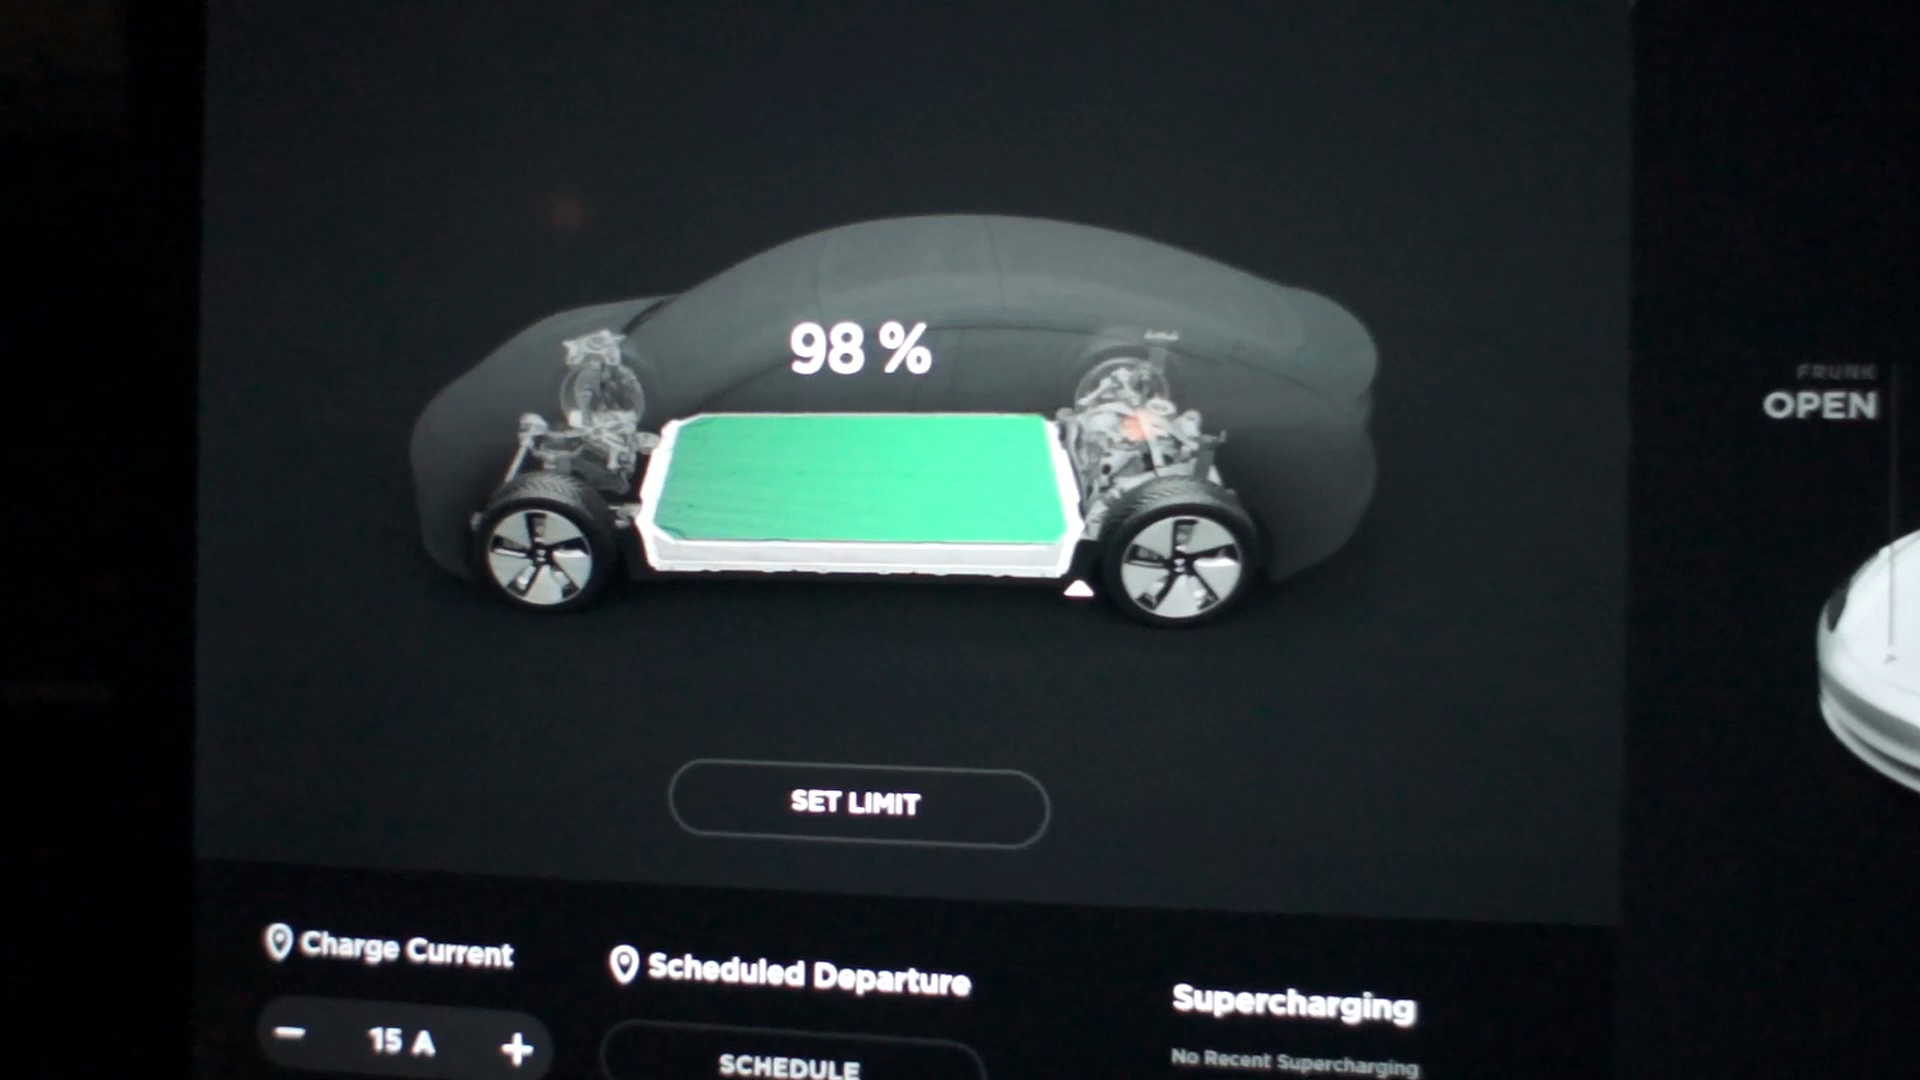 98 %
FRUNK
OPEN
SET LIMIT
Charge Current
Scheduled Departure
Supercharging
15 A
SCHEDULE
No Recent Supercharging